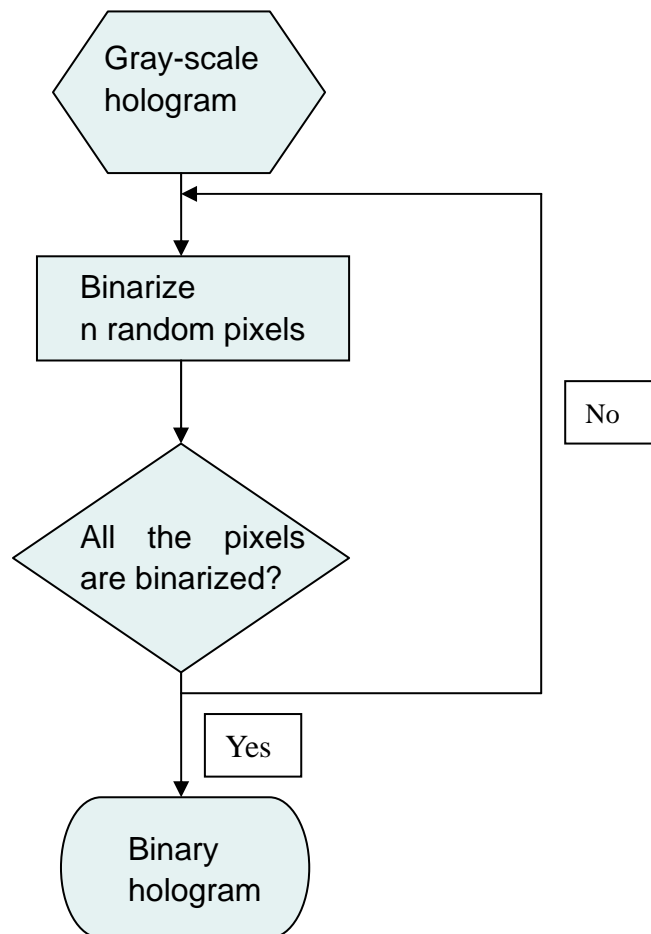 Gray-scale
hologram
Binarize
n random pixels
No
All the pixels
are binarized?
Yes
Binary
hologram